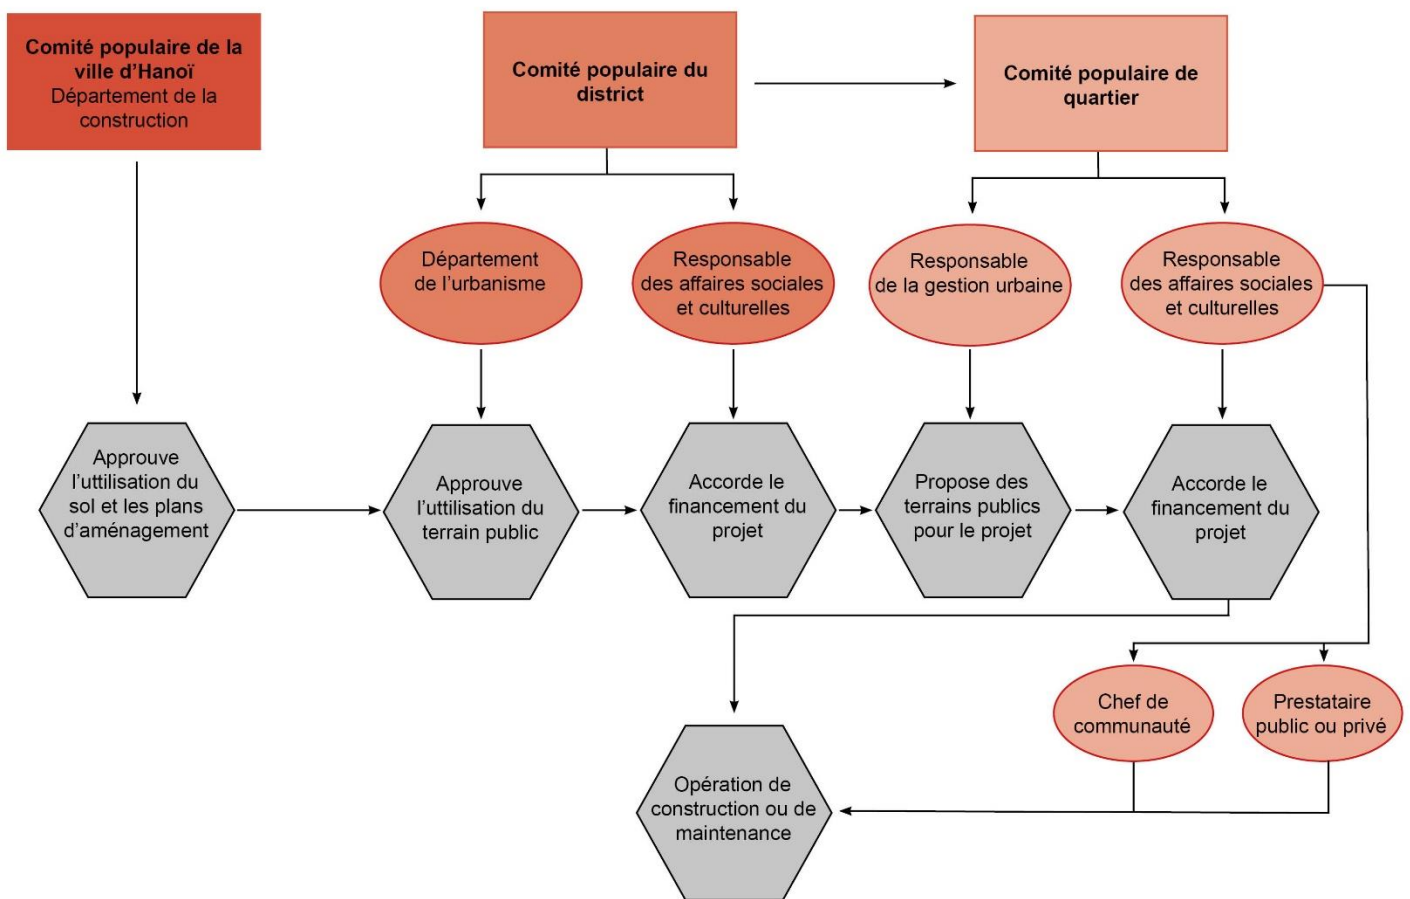 Comité populaire de la
ville d’Hanoï
Département de la
construction
Comité populaire du
district
Comité populaire de
quartier
Département
de l’urbanisme
Responsable
des affaires sociales
et culturelles
Responsable
de la gestion urbaine
Responsable
des affaires sociales
et culturelles
Approuve
l’uttilisation du
sol et les plans
d’aménagement
Approuve
l’uttilisation du
terrain public
Accorde le
financement du
projet
Propose des
terrains publics
pour le projet
Accorde le
financement du
projet
Chef de
communauté
Prestataire
public ou privé
Opération de
construction ou de
maintenance